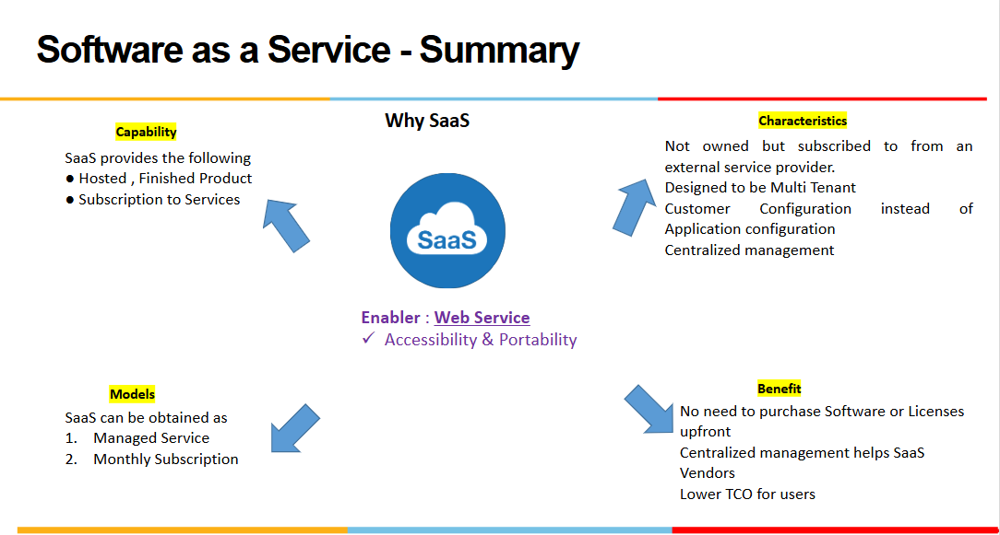 Software as a Service - Summary
Why SaaS
Capability
SaaS provides the following
● Hosted , Finished Product
● Subscription to Services
Characteristics
Not owned but subscribed to from an
external service provider.
Designed to be Multi Tenant
Customer Configuration instead of
Application configuration
Centralized management
SaaS
Enabler : Web Service
✓ Accessibility & Portability
Models
SaaS can be obtained as
1. Managed Service
2. Monthly Subscription
Benefit
No need to purchase Software or Licenses
upfront
Centralized management helps SaaS
Vendors
Lower TCO for users